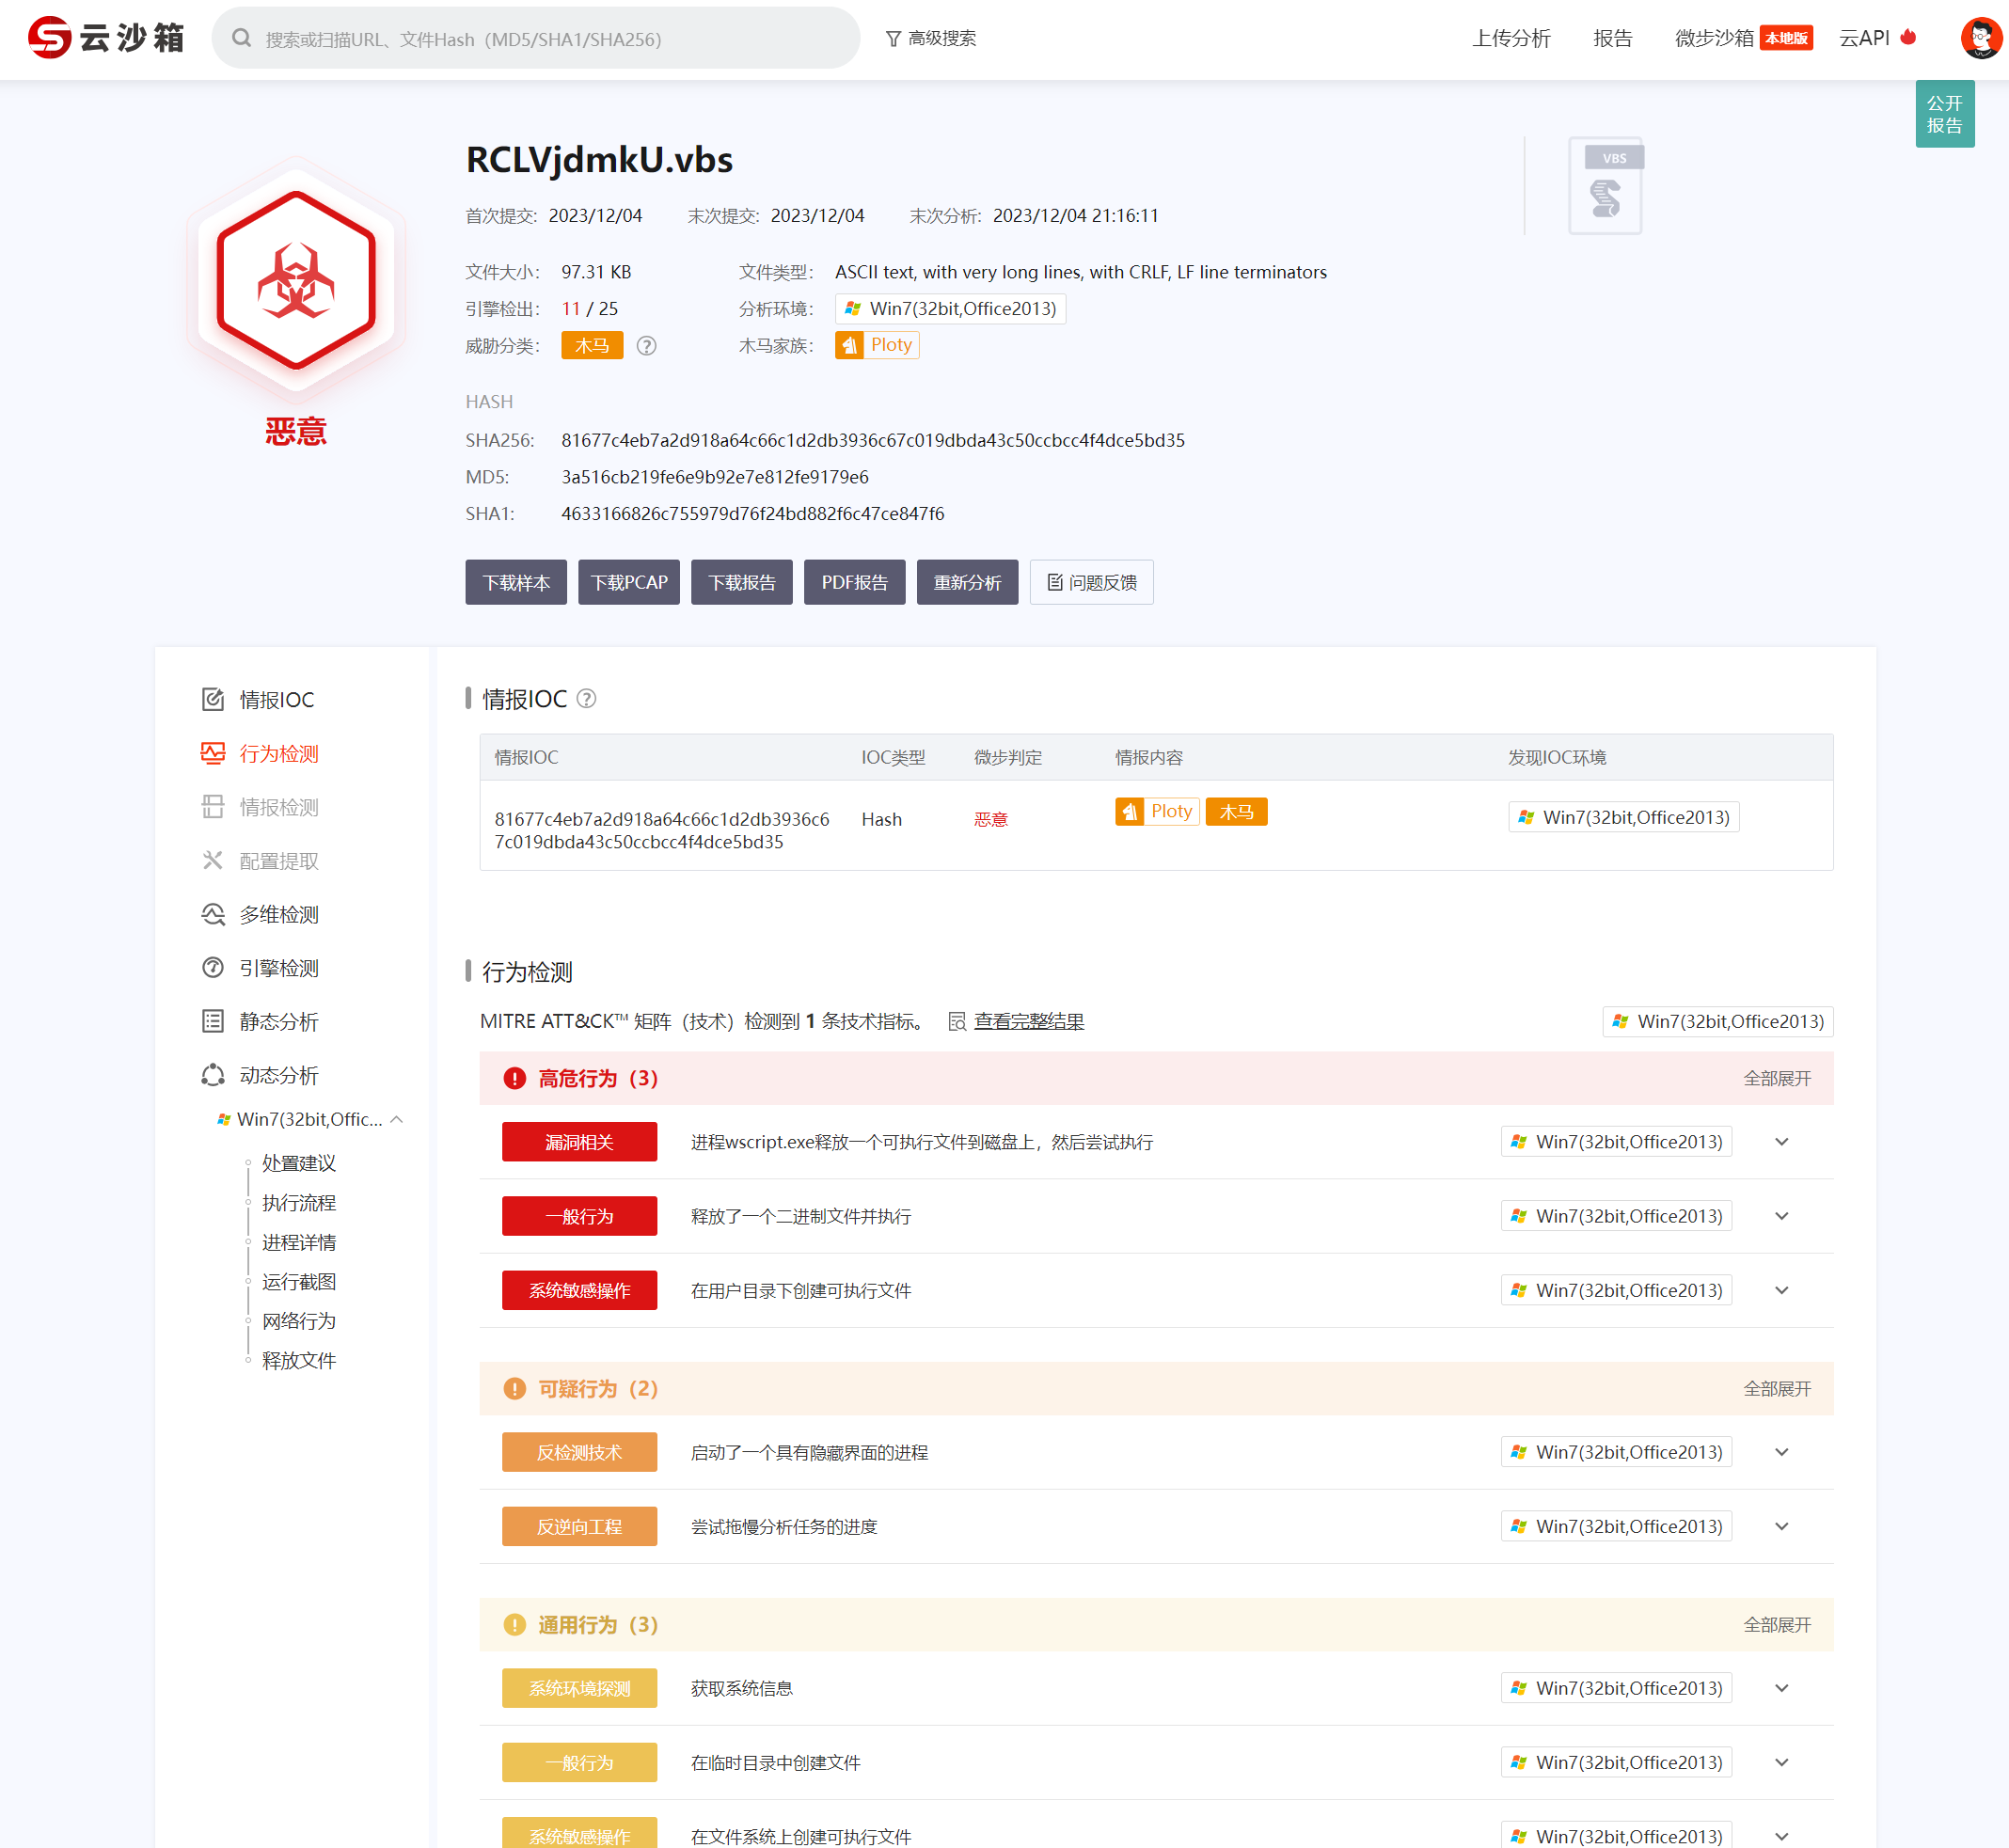 云沙箱
搜索或扫描URL、文件Hash（MD5/SHA1/SHA256）
高级搜索
上传分析
报告
微步沙箱 本地版
云API
公开
报告
恶意
RCLVjdmkU.vbs
VBS
首次提交: 2023/12/04 末次提交: 2023/12/04 末次分析: 2023/12/04 21:16:11
文件大小: 97.31 KB 文件类型: ASCII text, with very long lines, with CRLF, LF line terminators
引擎检出: 11 / 25 分析环境: Win7(32bit,Office2013)
威胁分类: 木马 ? 木马家族: Ploty
HASH
SHA256: 81677c4eb7a2d918a64c66c1d2db3936c67c019dbda43c50ccbcc4f4dce5bd35
MD5: 3a516cb219fe6e9b92e7e812fe9179e6
SHA1: 4633166826c755979d76f24bd882f6c47ce847f6
下载样本 下载PCAP 下载报告 PDF报告 重新分析 问题反馈
情报IOC
行为检测
情报检测
配置提取
多维检测
引擎检测
静态分析
动态分析
Win7(32bit,Offic...
处置建议
执行流程
进程详情
运行截图
网络行为
释放文件
情报IOC ?
情报IOC IOC类型 微步判定 情报内容 发现IOC环境
81677c4eb7a2d918a64c66c1d2db3936c6 Hash 恶意 Ploty 木马 Win7(32bit,Office2013)
7c019dbda43c50ccbcc4f4dce5bd35
行为检测
MITRE ATT&CK™ 矩阵（技术）检测到 1 条技术指标。 查看完整结果 Win7(32bit,Office2013)
高危行为（3） 全部展开
漏洞相关 进程wscript.exe释放一个可执行文件到磁盘上，然后尝试执行 Win7(32bit,Office2013)
一般行为 释放了一个二进制文件并执行 Win7(32bit,Office2013)
系统敏感操作 在用户目录下创建可执行文件 Win7(32bit,Office2013)
可疑行为（2） 全部展开
反检测技术 启动了一个具有隐藏界面的进程 Win7(32bit,Office2013)
反逆向工程 尝试拖慢分析任务的进度 Win7(32bit,Office2013)
通用行为（3） 全部展开
系统环境探测 获取系统信息 Win7(32bit,Office2013)
一般行为 在临时目录中创建文件 Win7(32bit,Office2013)
系统敏感操作 在文件系统上创建可执行文件 Win7(32bit,Office2013)